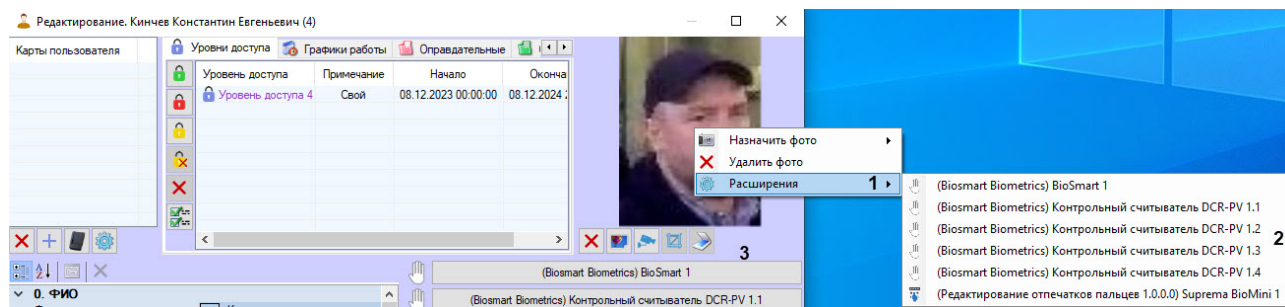 Редактирование. Кинчев Константин Евгеньевич (4)
Карты пользователя
Уровни доступа Графики работы Оправдательные
Уровень доступа Примечание Начало Оконча
Уровень доступа 4 Свой 08.12.2023 00:00:00 08.12.2024 2
Назначить фото
Удалить фото
Расширения 1
(Biosmart Biometrics) BioSmart 1
(Biosmart Biometrics) Контрольный считыватель DCR-PV 1.1
(Biosmart Biometrics) Контрольный считыватель DCR-PV 1.2
(Biosmart Biometrics) Контрольный считыватель DCR-PV 1.3
2
(Biosmart Biometrics) Контрольный считыватель DCR-PV 1.4
(Редактирование отпечатков пальцев 1.0.0.0) Suprema BioMini 1
3
(Biosmart Biometrics) BioSmart 1
0. ФИО
(Biosmart Biometrics) Контрольный считыватель DCR-PV 1.1